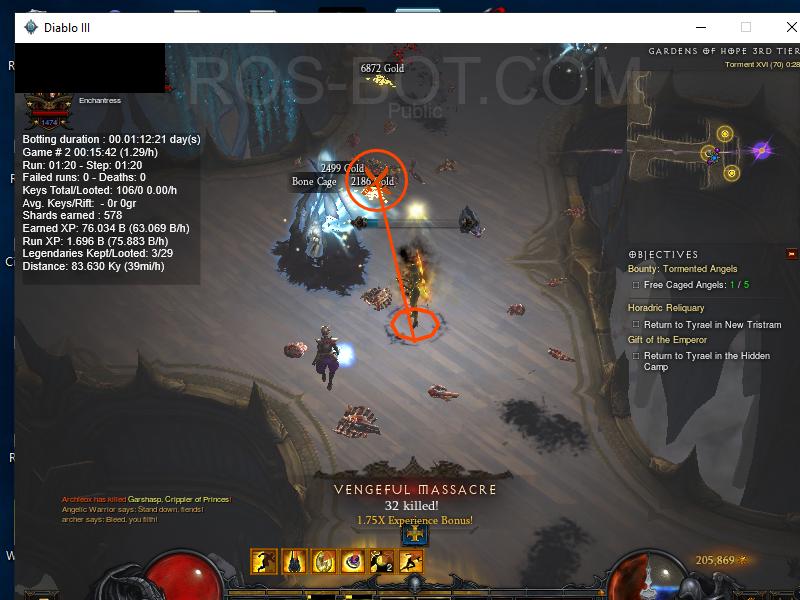 Diablo III
GARDENS OF HOPE 3RD TIER
Torment XVI (70) 0:28
6872 Gold
ROS-BOT.COM
Public
Enchantress
1474
Botting duration : 00.01:12:21 day(s)
Game # 2 00:15:42 (1.29/h)
Run: 01:20 - Step: 01:20
Failed runs: 0 - Deaths: 0
Keys Total/Looted: 106/0 0.00/h
Avg. Keys/Rift: - 0r 0gr
Shards earned : 578
Earned XP: 76.034 B (63.069 B/h)
Run XP: 1.696 B (75.883 B/h)
Legendaries Kept/Looted: 3/29
Distance: 83.630 Ky (39mi/h)
2499 Gold
Bone Cage
2186 Gold
OBJECTIVES
Bounty: Tormented Angels
Free Caged Angels: 1 / 5
Horadric Reliquary
Return to Tyrael in New Tristram
Gift of the Emperor
Return to Tyrael in the Hidden
Camp
VENGEFUL MASSACRE
32 killed!
1.75X Experience Bonus!
Archleox has killed Garshasp, Crippler of Princes!
Angelic Warrior says: Stand down, fiends!
archer says: Bleed, you filth!
2
205,869